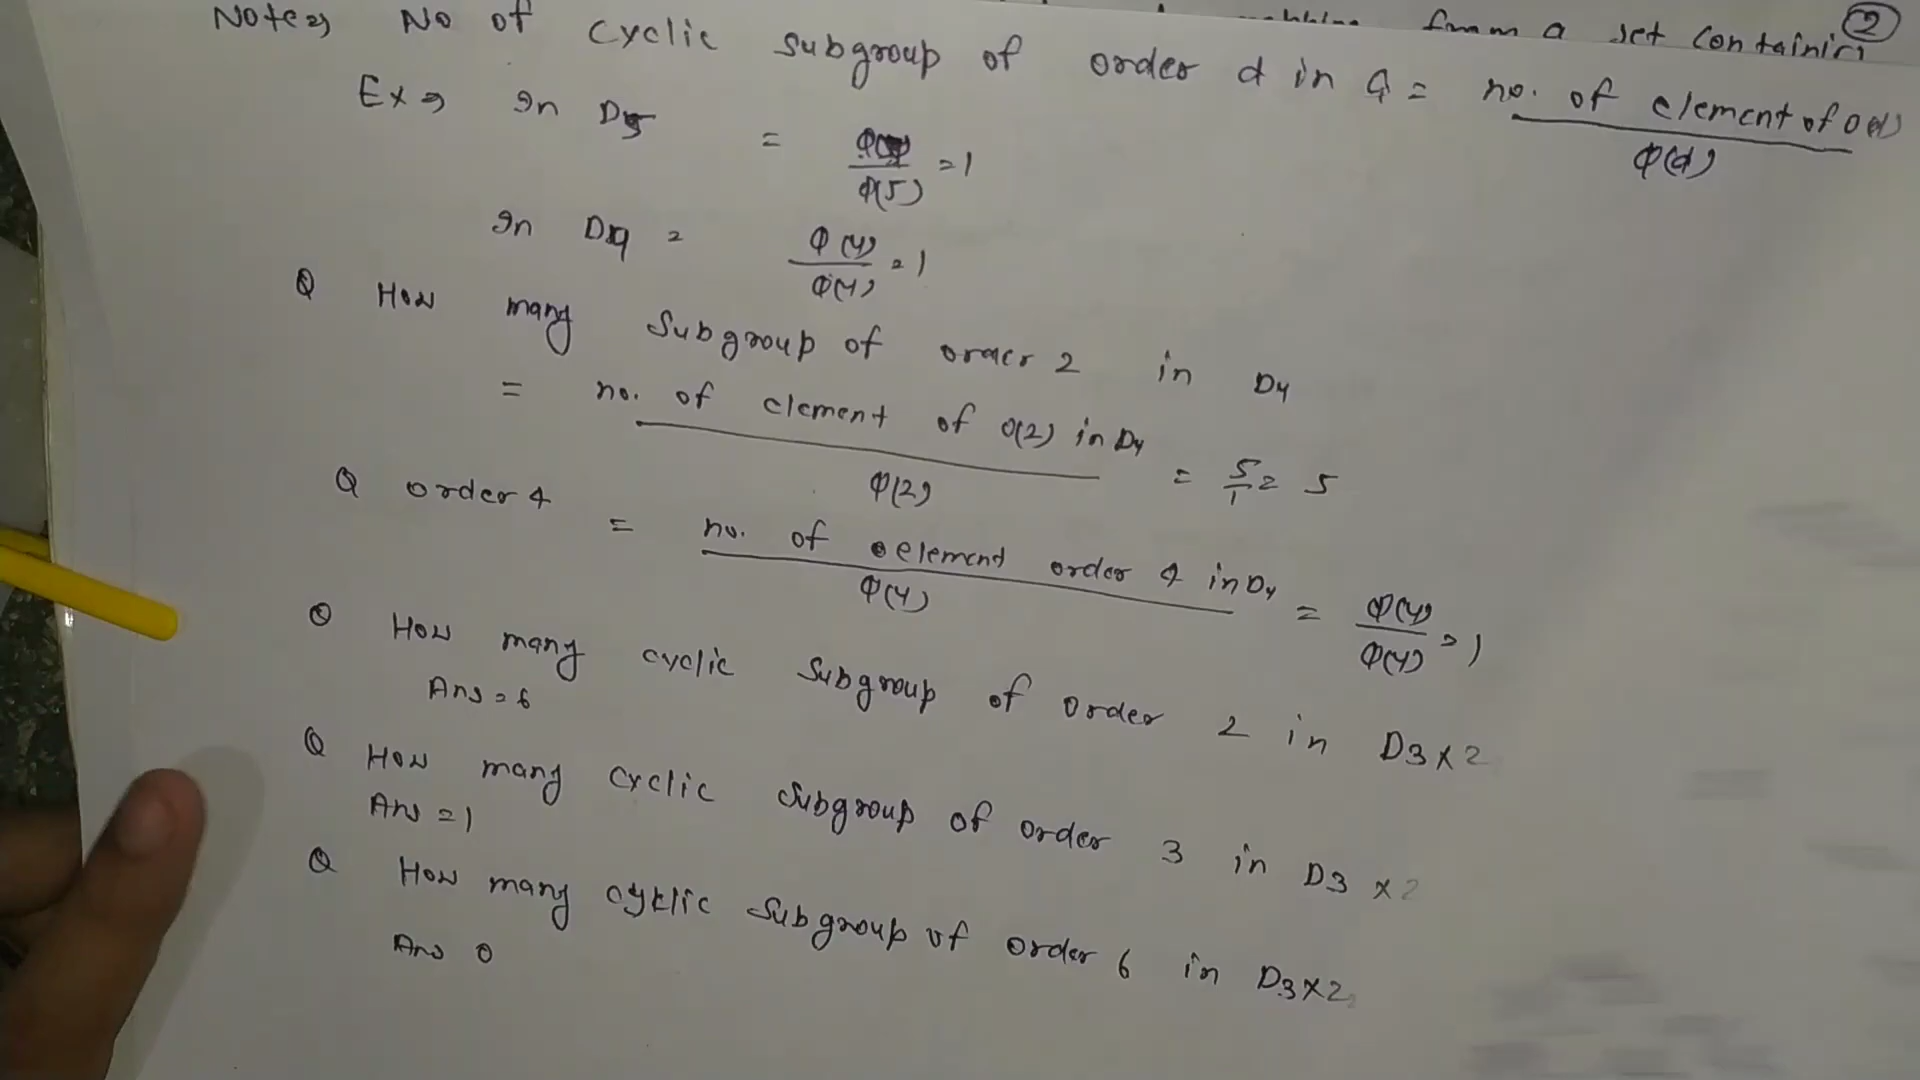 from a set containing
2
Note⇒ No of cyclic subgroup of order d in G = no. of element of o(d)
φ(d)
Ex⇒ In D5 = φ(5) = 1
In D4 = φ(4) = 1
φ(4)
Q How many subgroup of order 2 in D4
= no. of element of o(2) in D4 = 5/1 = 5
φ(2)
Q order 4 = no. of element order 4 in D4 = φ(4) = 1
φ(4) φ(4)
Q How many cyclic subgroup of order 2 in D3×2
Ans = 6
Q How many cyclic subgroup of order 3 in D3×2
Ans = 1
Q How many cyclic subgroup of order 6 in D3×2
Ans 0